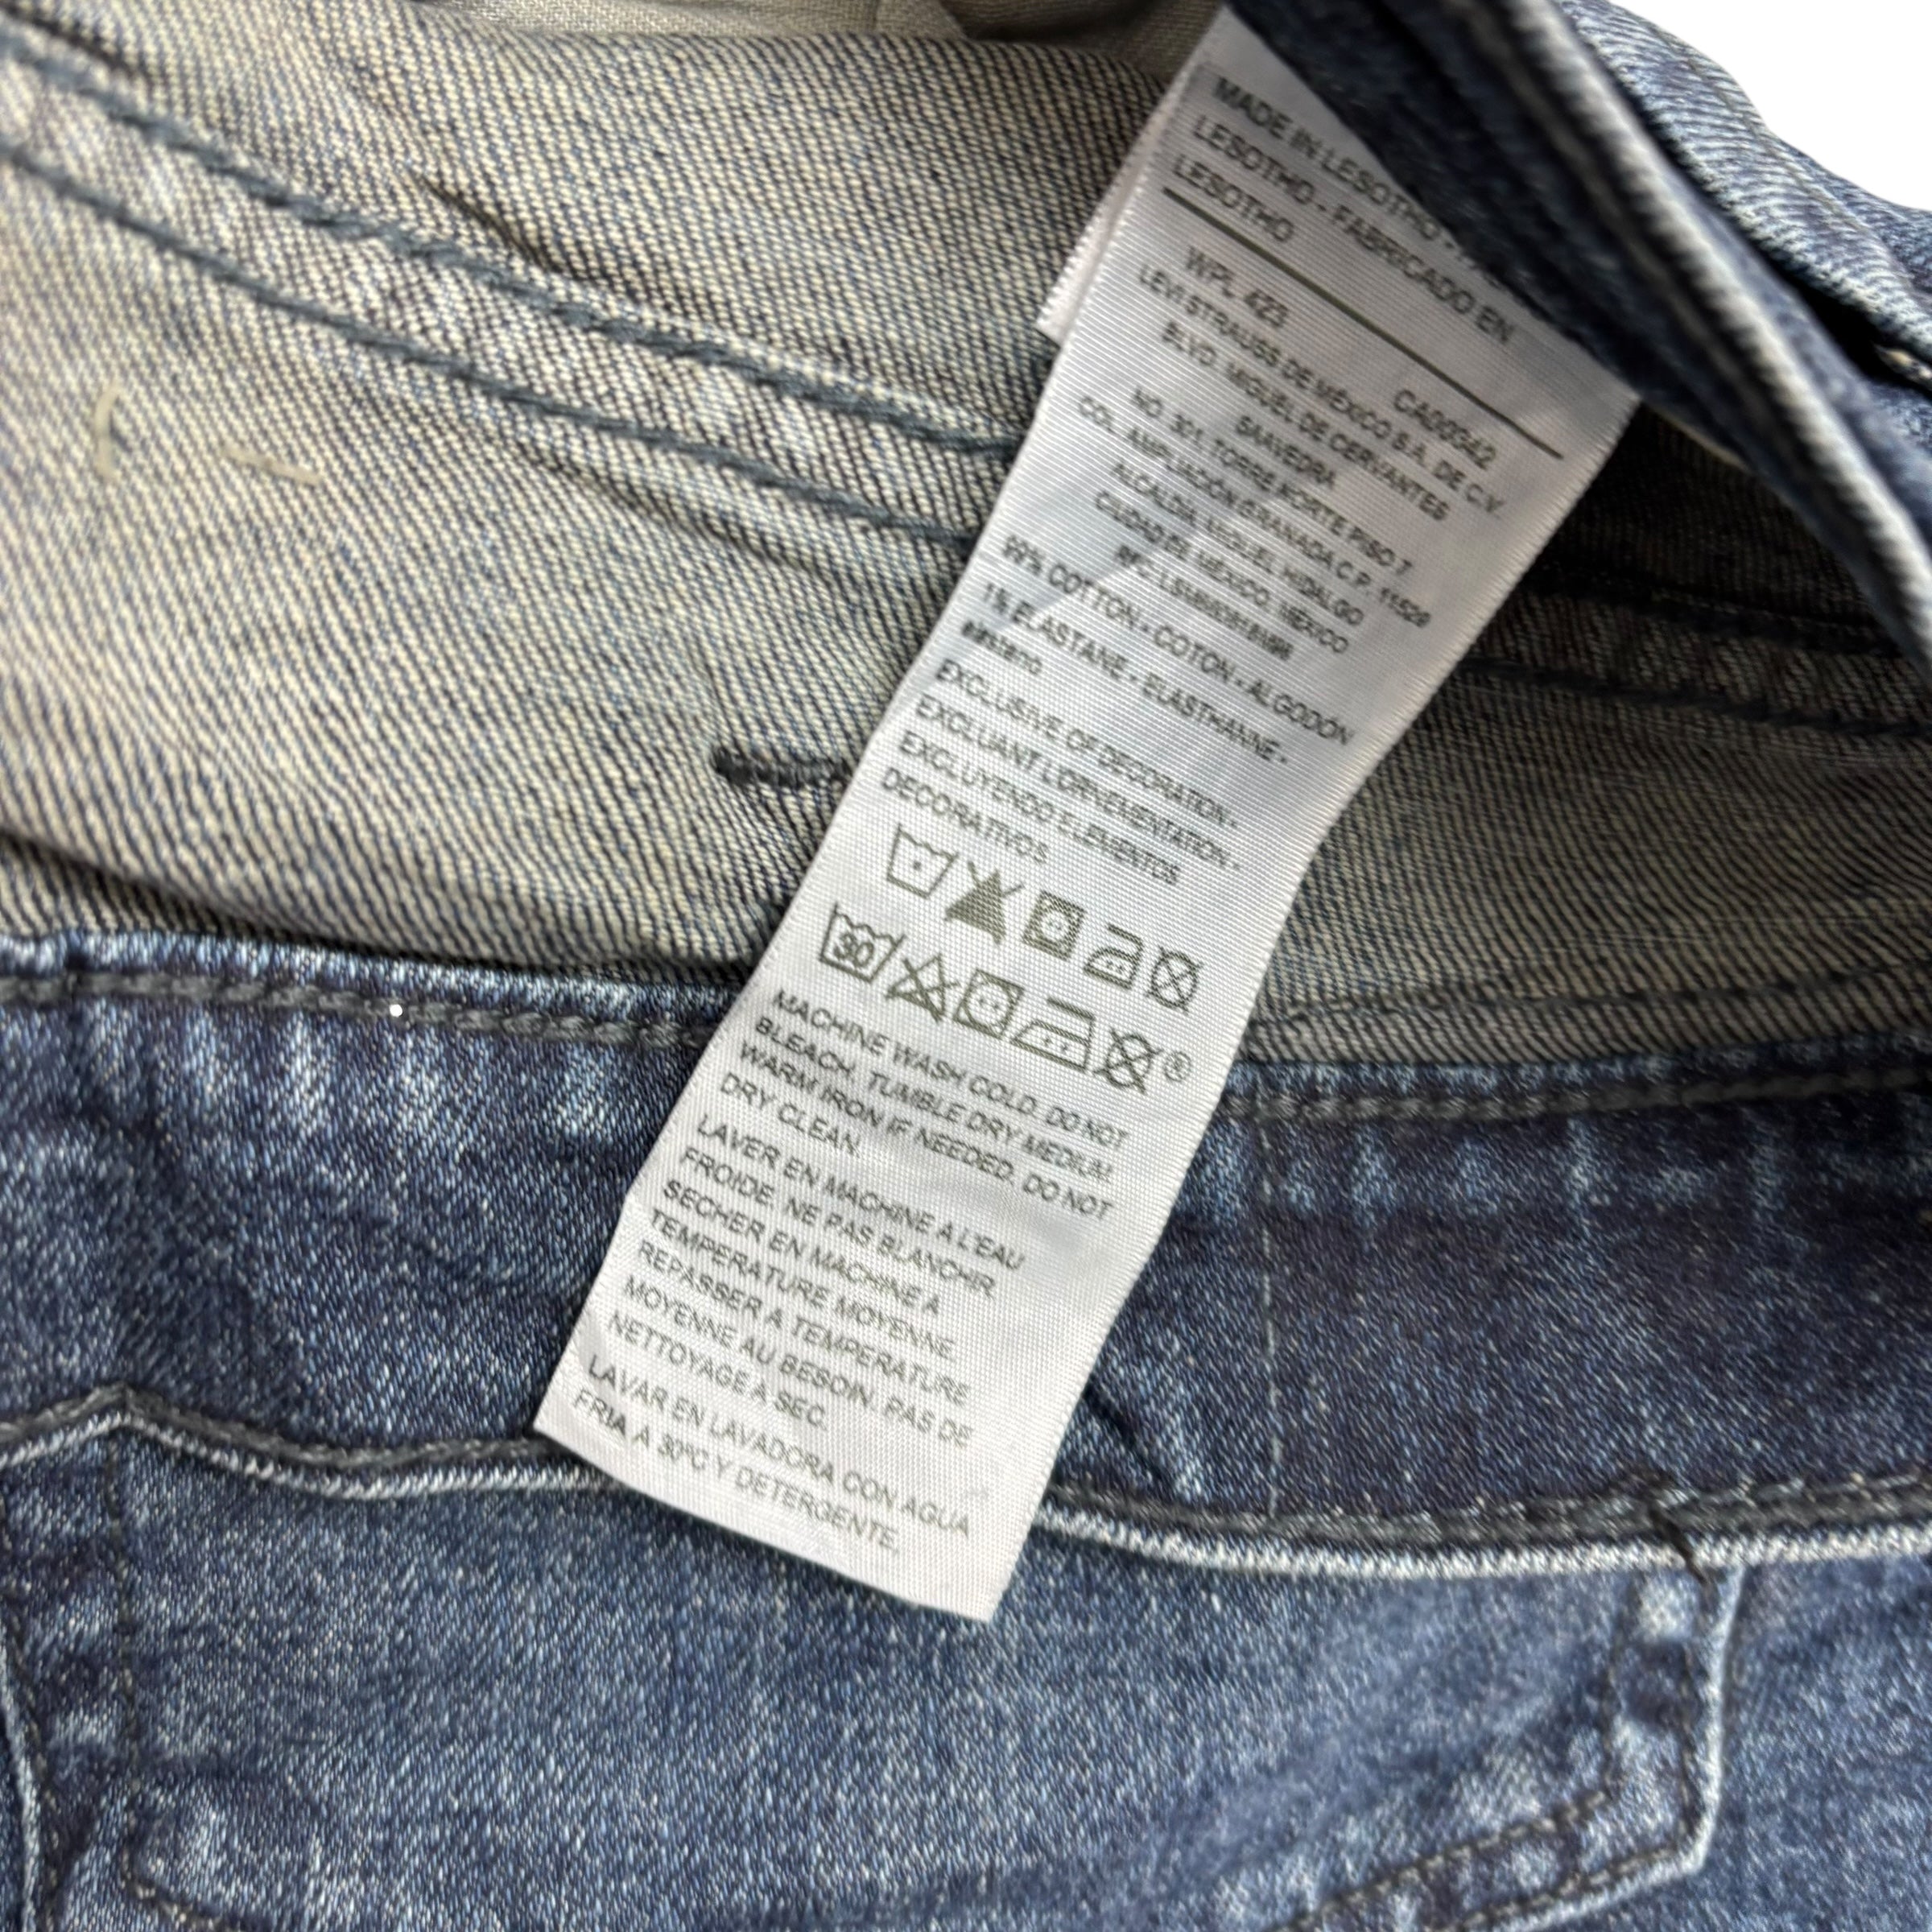 MADE IN LESOTHO -
LESOTHO - FABRICADO EN
LESOTHO
WPL 423 CA00342
LEVI STRAUSS DE MÉXICO S.A. DE C.V.
BLVD. MIGUEL DE CERVANTES
SAAVEDRA
NO. 301 TORRE NORTE PISO 7
COL. AMPLIACION GRANADA C.P. 11529
ALCALDIA MIGUEL HIDALGO
CIUDAD DE MÉXICO, MÉXICO
99% COTTON - COTON - ALGODÓN
1% ELASTANE - ELASTHANNE -
elastano
EXCLUSIVE OF DECORATION -
EXCLUANT L'ORNEMENTATION -
EXCLUYENDO ELEMENTOS
DECORATIVOS
30
®
MACHINE WASH COLD. DO NOT
BLEACH. TUMBLE DRY MEDIUM.
WARM IRON IF NEEDED. DO NOT
DRY CLEAN.
LAVER EN MACHINE A L'EAU
FROIDE. NE PAS BLANCHIR.
SECHER EN MACHINE À
TEMPERATURE MOYENNE.
REPASSER A TEMPERATURE
MOYENNE AU BESOIN. PAS DE
NETTOYAGE À SEC.
LAVAR EN LAVADORA CON AGUA
FRIA A 30ºC Y DETERGENTE.